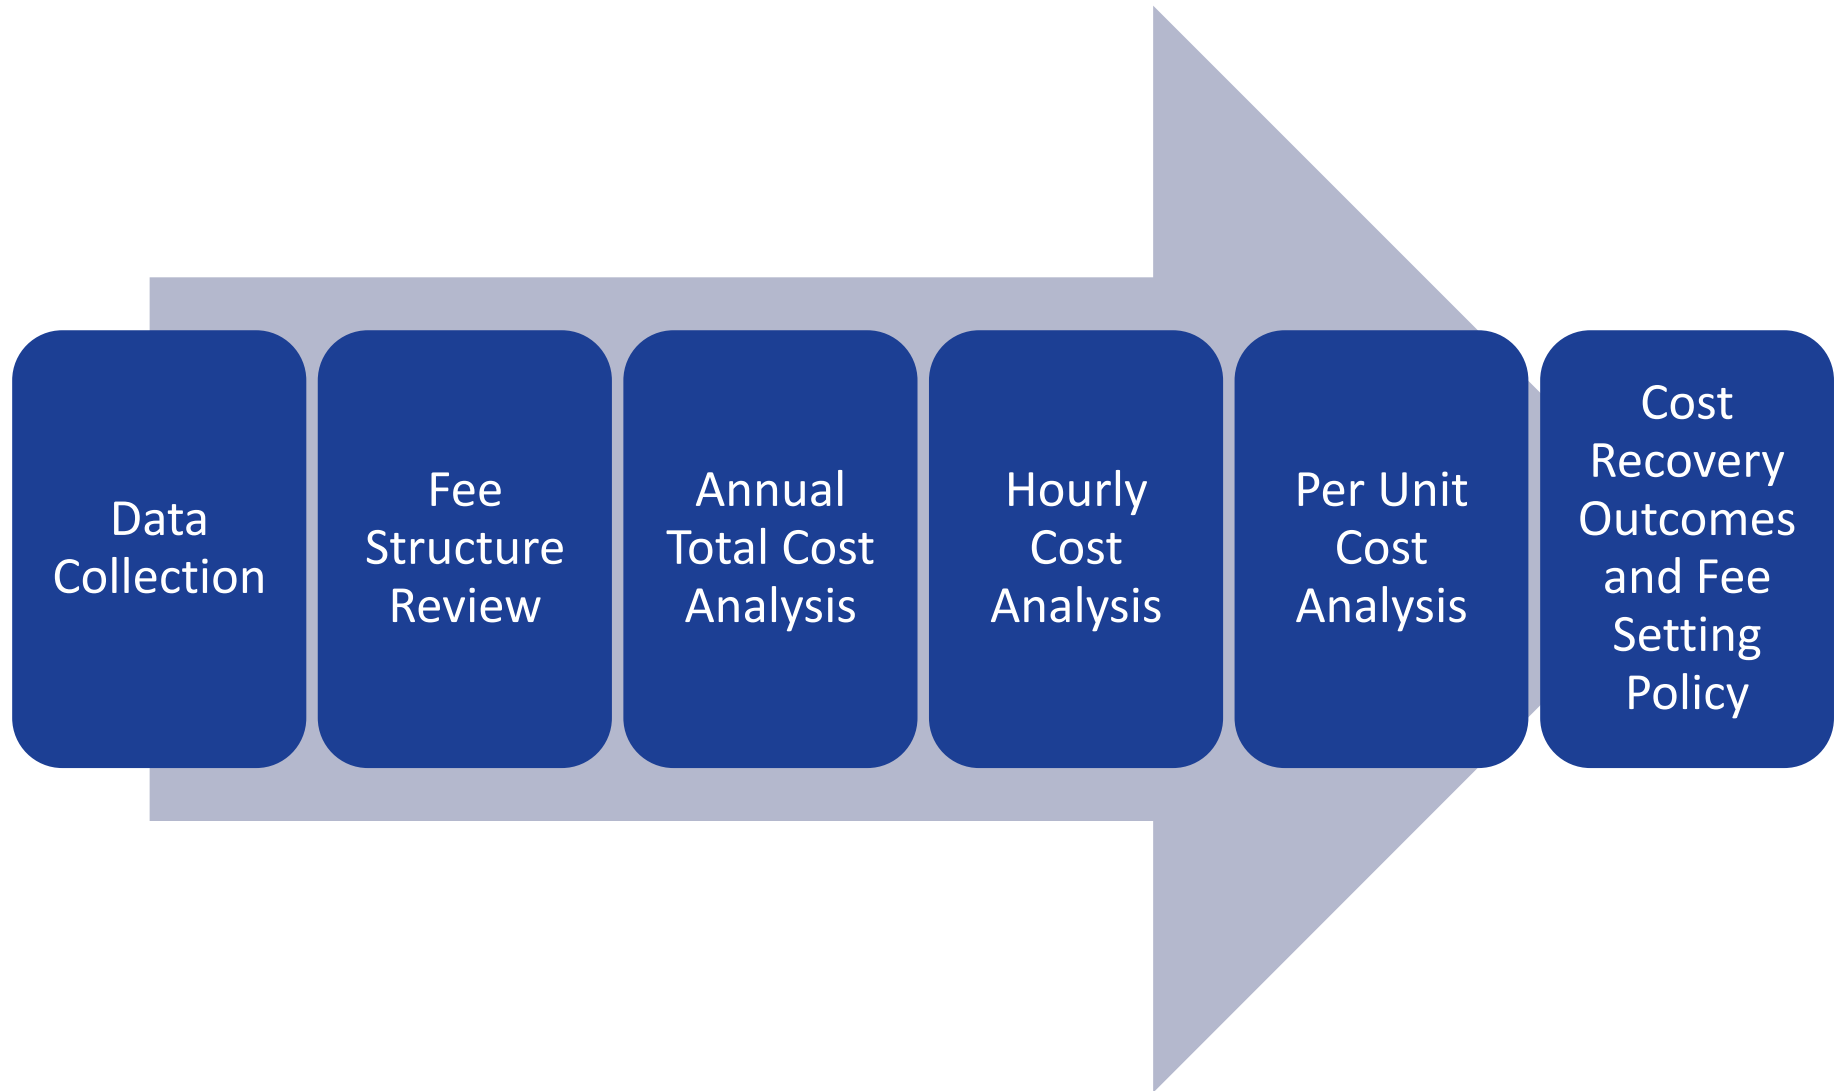 Data
Collection
Fee
Structure
Review
Annual
Total Cost
Analysis
Hourly
Cost
Analysis
Per Unit
Cost
Analysis
Cost
Recovery
Outcomes
and Fee
Setting
Policy